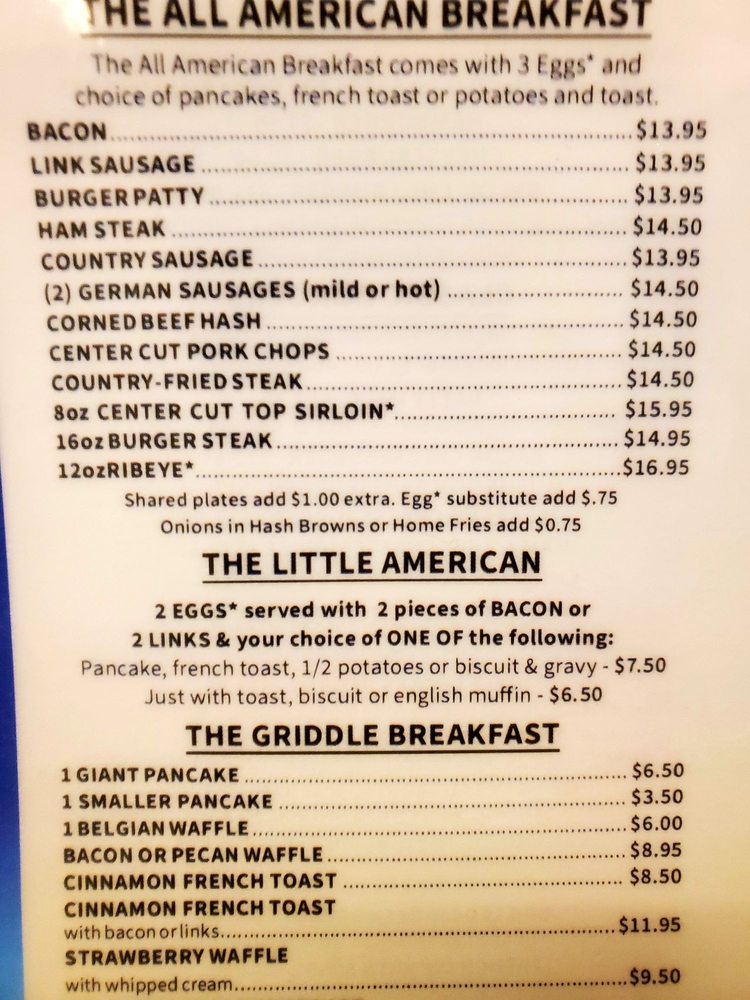 THE ALL AMERICAN BREAKFAST
The All American Breakfast comes with 3 Eggs* and
choice of pancakes, french toast or potatoes and toast.
BACON........................................$13.95
LINK SAUSAGE........................................$13.95
BURGER PATTY........................................$13.95
HAM STEAK........................................$14.50
COUNTRY SAUSAGE........................................$13.95
(2) GERMAN SAUSAGES (mild or hot) ........................ $14.50
CORNED BEEF HASH........................................$14.50
CENTER CUT PORK CHOPS ........................................$14.50
COUNTRY-FRIED STEAK........................................$14.50
8oz CENTER CUT TOP SIRLOIN*.............................. $15.95
16oz BURGER STEAK........................................$14.95
12oz RIBEYE*........................................$16.95
Shared plates add $1.00 extra. Egg* substitute add $.75
Onions in Hash Browns or Home Fries add $0.75
THE LITTLE AMERICAN
2 EGGS* served with 2 pieces of BACON or
2 LINKS & your choice of ONE OF the following:
Pancake, french toast, 1/2 potatoes or biscuit & gravy - $7.50
Just with toast, biscuit or english muffin - $6.50
THE GRIDDLE BREAKFAST
1 GIANT PANCAKE........................................$6.50
1 SMALLER PANCAKE ........................................$3.50
1 BELGIAN WAFFLE........................................$6.00
BACON OR PECAN WAFFLE........................................$8.95
CINNAMON FRENCH TOAST ........................................$8.50
CINNAMON FRENCH TOAST
with bacon or links........................................$11.95
STRAWBERRY WAFFLE
with whipped cream........................................$9.50